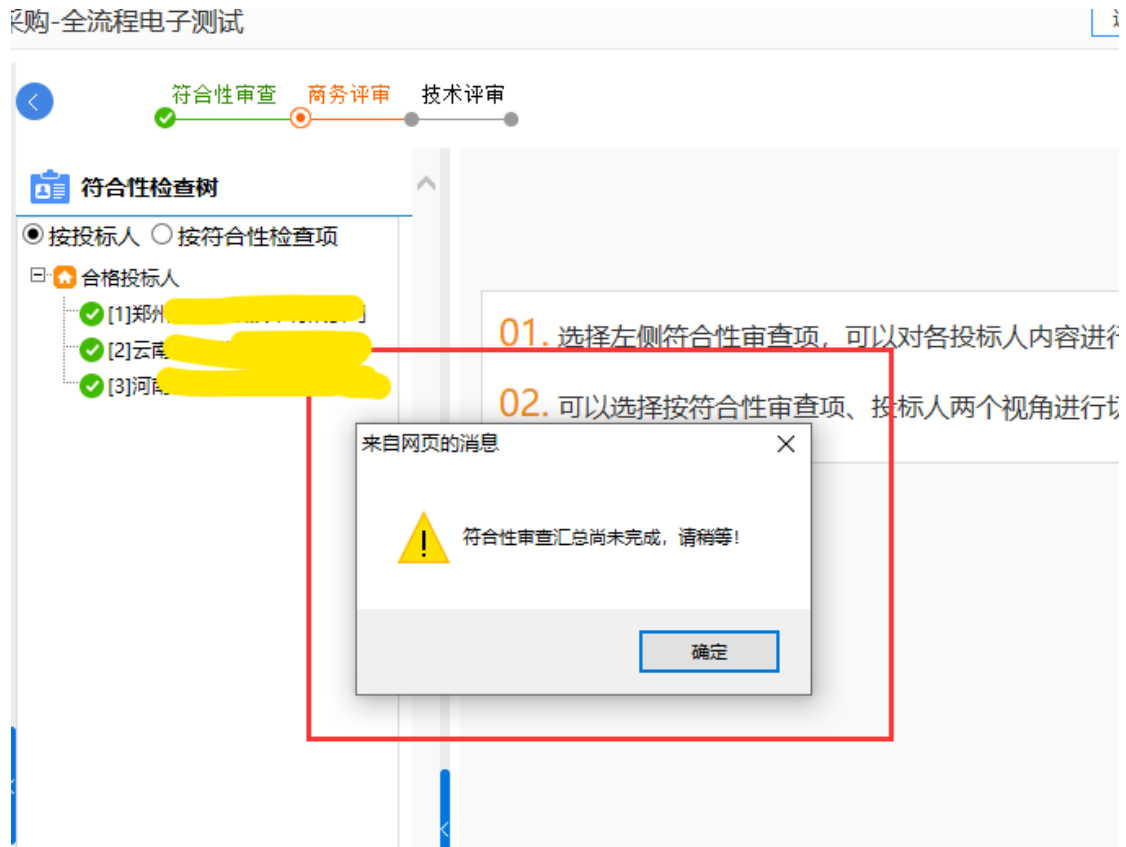 采购-全流程电子测试
符合性审查 商务评审 技术评审
符合性检查树
按投标人 按符合性检查项
合格投标人
[1]郑州
[2]云南
[3]河南
01. 选择左侧符合性审查项，可以对各投标人内容进行
02. 可以选择按符合性审查项、投标人两个视角进行切
来自网页的消息
符合性审查汇总尚未完成，请稍等!
确定